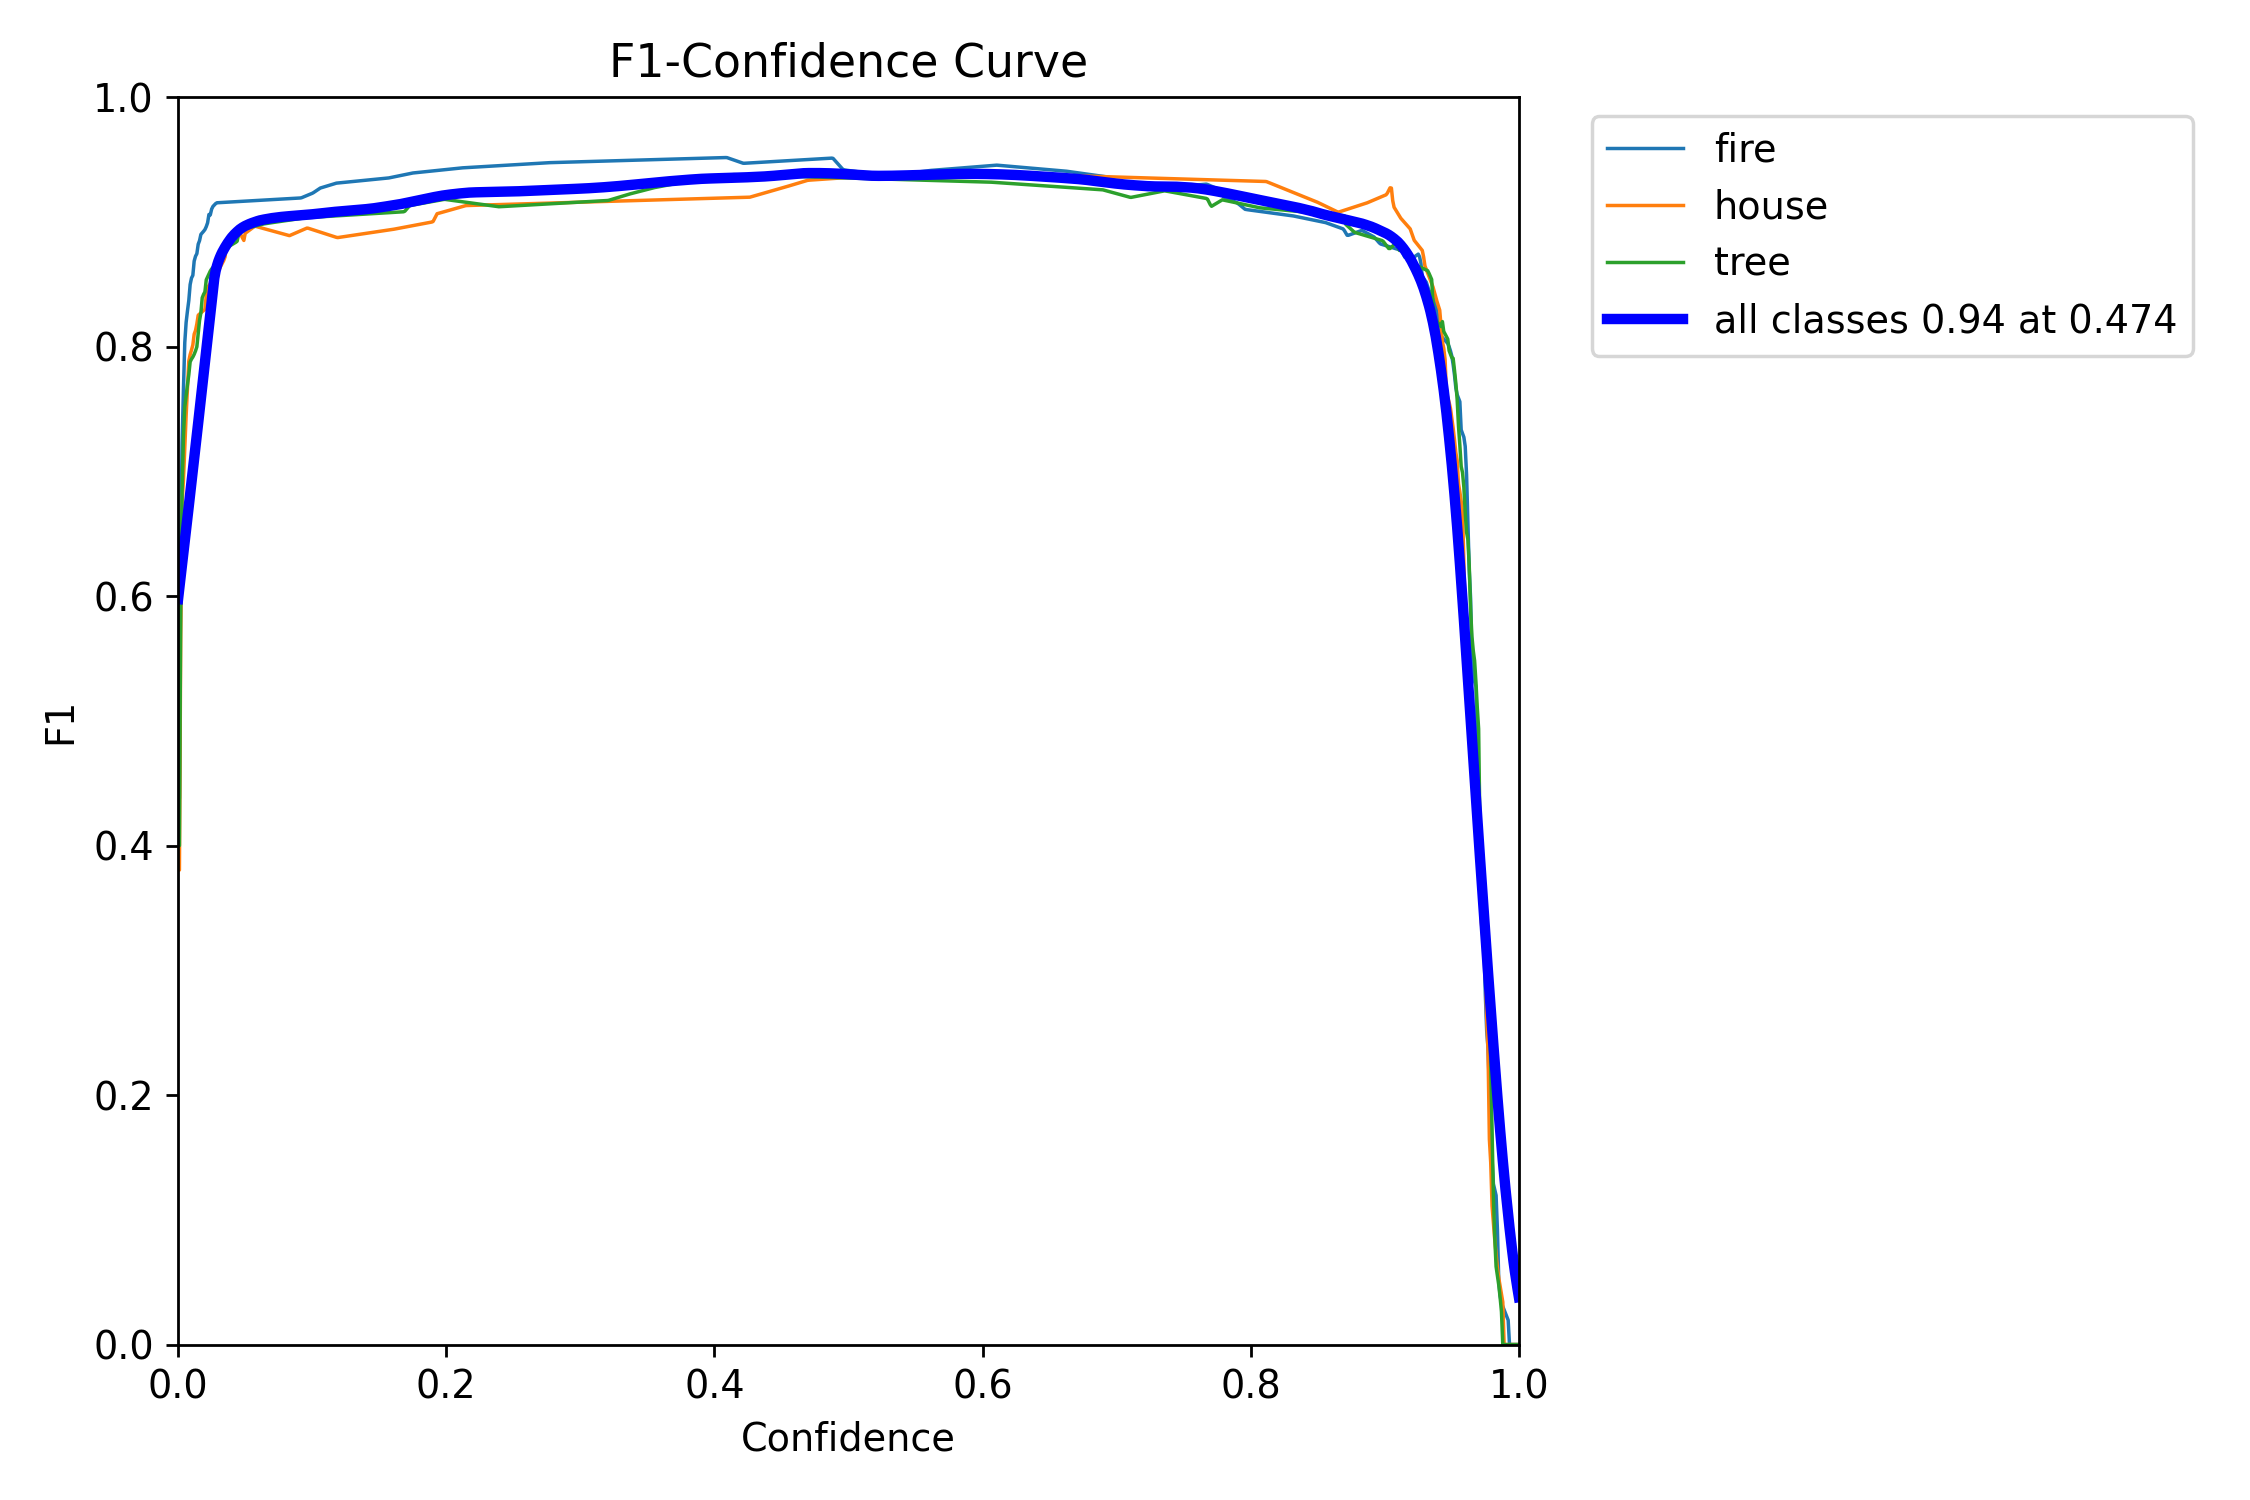 F1-Confidence Curve
1.0
0.8
0.6
0.4
0.2
0.0
F1
0.0 0.2 0.4 0.6 0.8 1.0
Confidence
fire
house
tree
all classes 0.94 at 0.474